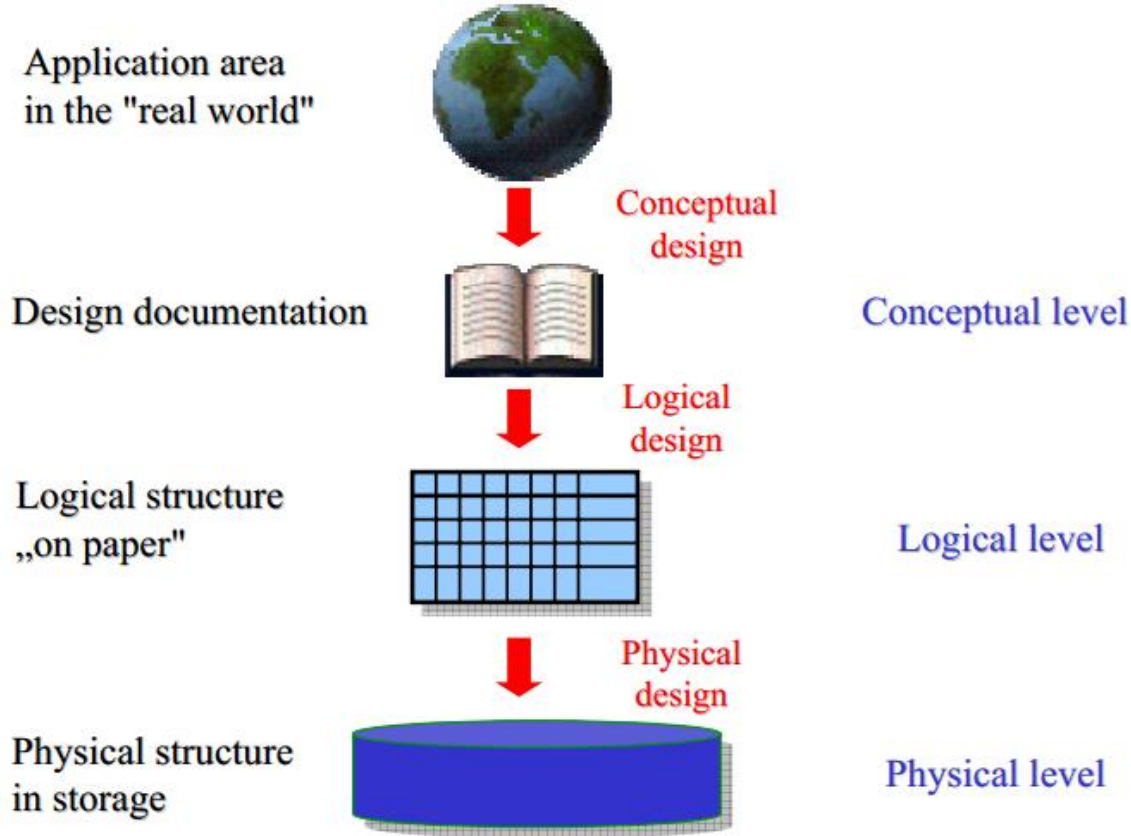 Application area
in the "real world"
Conceptual
design
Design documentation
Conceptual level
Logical
design
Logical structure
„on paper"
Logical level
Physical
design
Physical structure
in storage
Physical level